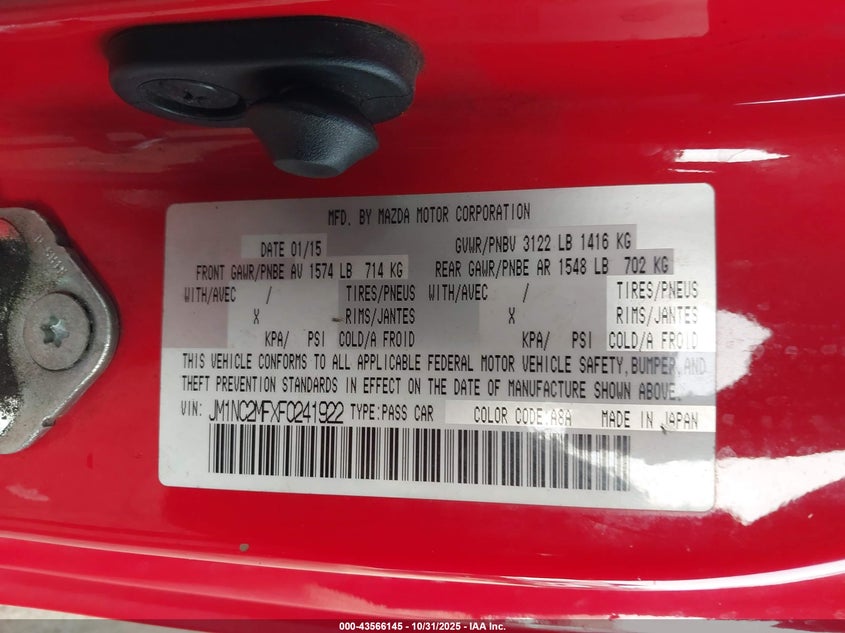 MFD. BY MAZDA MOTOR CORPORATION
DATE 01/15 GVWR/PNBV 3122 LB 1416 KG
FRONT GAWR/PNBE AV 1574 LB 714 KG REAR GAWR/PNBE AR 1548 LB 702 KG
WITH/AVEC / TIRES/PNEUS WITH/AVEC / TIRES/PNEUS
X RIMS/JANTES X RIMS/JANTES
KPA/ PSI COLD/A FROID KPA/ PSI COLD/A FROID
THIS VEHICLE CONFORMS TO ALL APPLICABLE FEDERAL MOTOR VEHICLE SAFETY, BUMPER, AND
THEFT PREVENTION STANDARDS IN EFFECT ON THE DATE OF MANUFACTURE SHOWN ABOVE.
VIN: JM1NC2MFXF0241922 TYPE: PASS CAR COLOR CODE: A8A MADE IN JAPAN
000-43566145 - 10/31/2025 - IAA Inc.